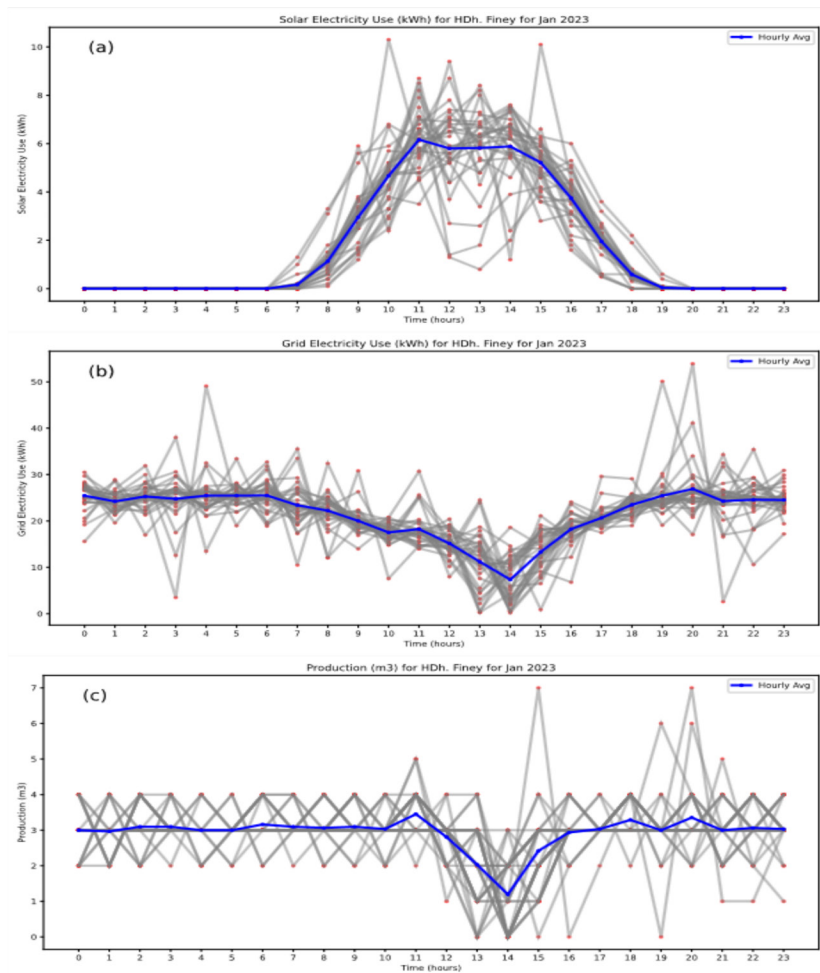 Solar Electricity Use (kWh) for HDh. Finey for Jan 2023
(a)
Hourly Avg
Solar Electricity Use (kWh)
10
8
6
4
2
0
0 1 2 3 4 5 6 7 8 9 10 11 12 13 14 15 16 17 18 19 20 21 22 23
Time (hours)
Grid Electricity Use (kWh) for HDh. Finey for Jan 2023
(b)
Hourly Avg
Grid Electricity Use (kWh)
50
40
30
20
10
0
0 1 2 3 4 5 6 7 8 9 10 11 12 13 14 15 16 17 18 19 20 21 22 23
Time (hours)
Production (m3) for HDh. Finey for Jan 2023
(c)
Hourly Avg
Production (m3)
7
6
5
4
3
2
1
0
0 1 2 3 4 5 6 7 8 9 10 11 12 13 14 15 16 17 18 19 20 21 22 23
Time (hours)